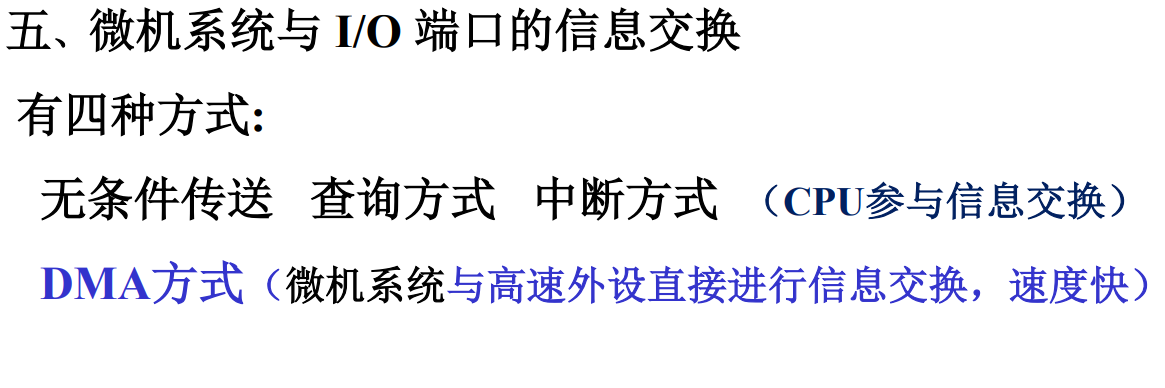 五、微机系统与 I/O 端口的信息交换
有四种方式:
无条件传送 查询方式 中断方式 （CPU参与信息交换）
DMA方式（微机系统与高速外设直接进行信息交换，速度快）